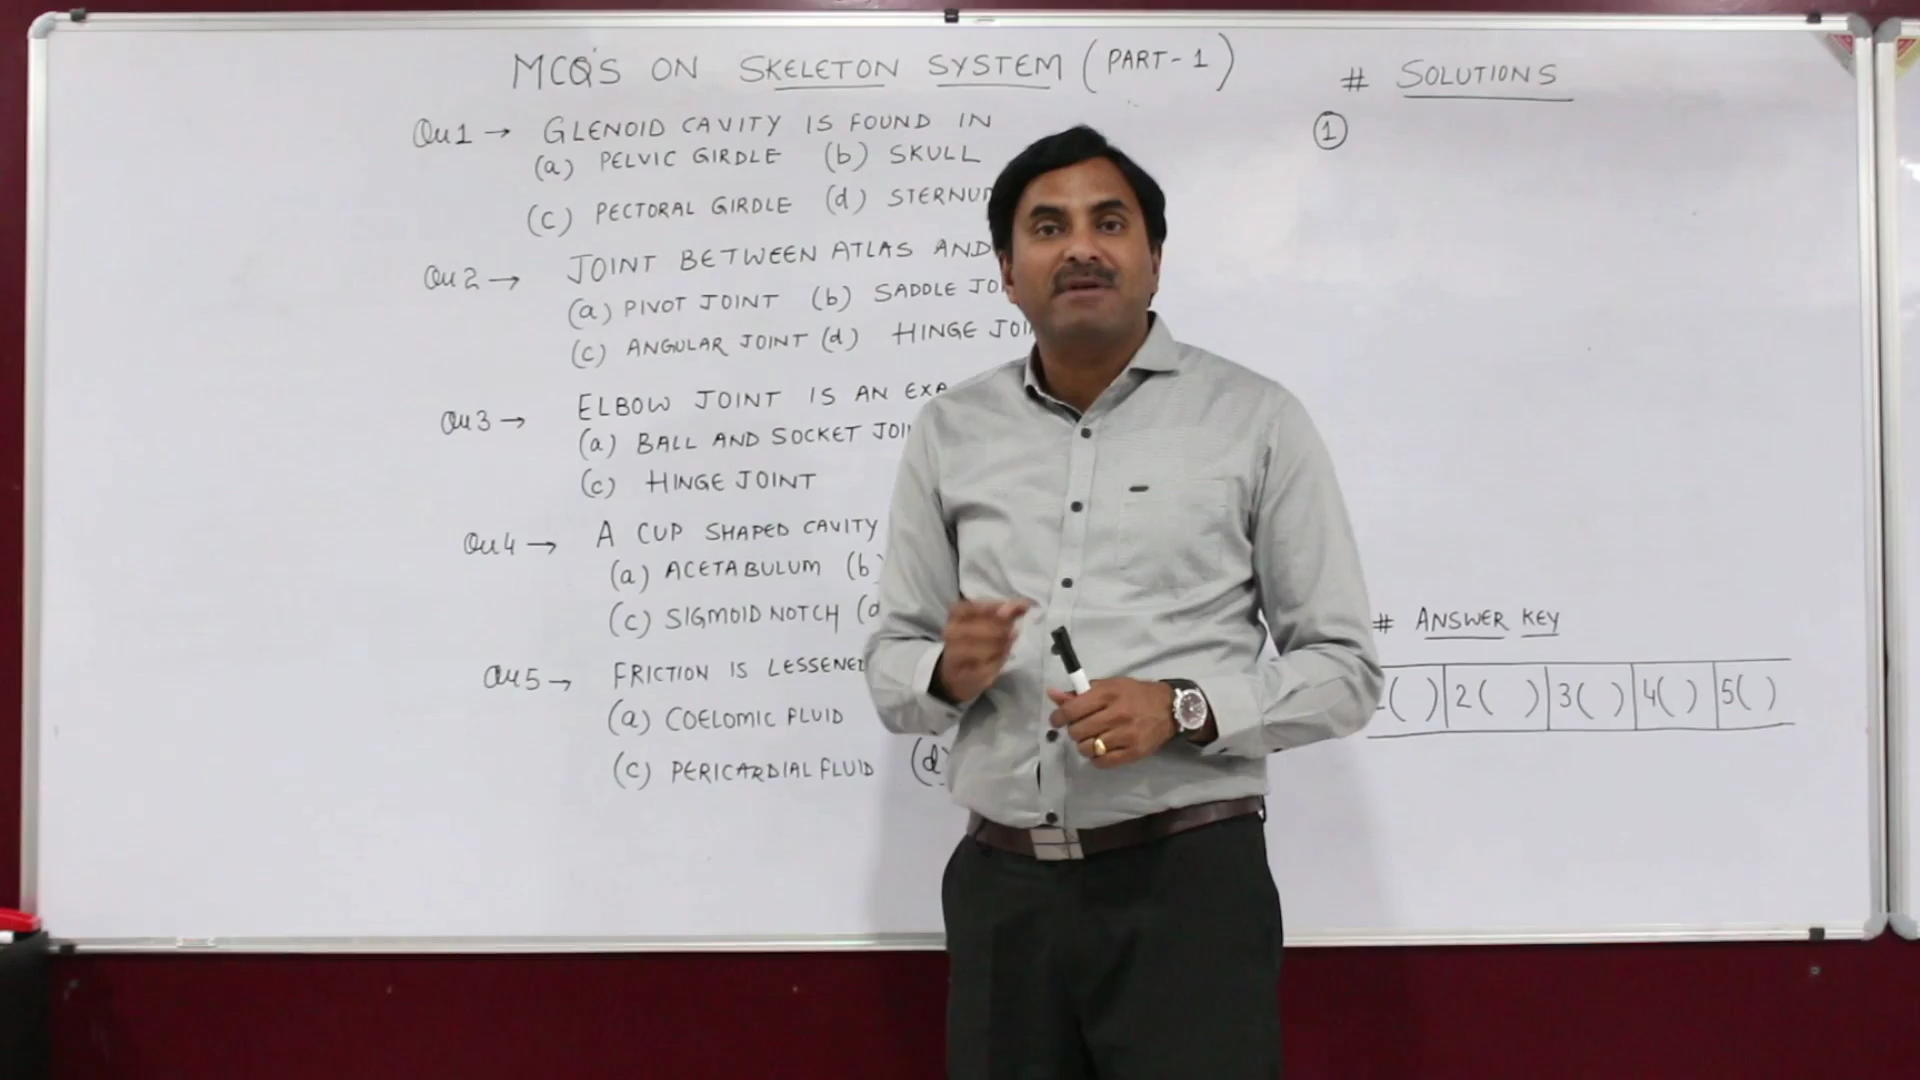 MCQ'S ON SKELETON SYSTEM (PART-1)
Qu1 → GLENOID CAVITY IS FOUND IN
(a) PELVIC GIRDLE (b) SKULL
(c) PECTORAL GIRDLE (d)
Qu2 → JOINT BETWEEN ATLAS AND
(a) PIVOT JOINT (b) SADDLE
(c) ANGULAR JOINT (d) HINGE
Qu3 → ELBOW JOINT IS AN
(a) BALL AND SOCKET
(c) HINGE JOINT
Qu4 → A CUP SHAPED CAVITY
(a) ACETABULUM (b)
(c) SIGMOID NOTCH (d
Qu5 → FRICTION IS LESSENED
(a) COELOMIC FLUID
(c) PERICARDIAL FLUID (d)
# SOLUTIONS
①
# ANSWER KEY
( ) 2( ) 3( ) 4( ) 5( )